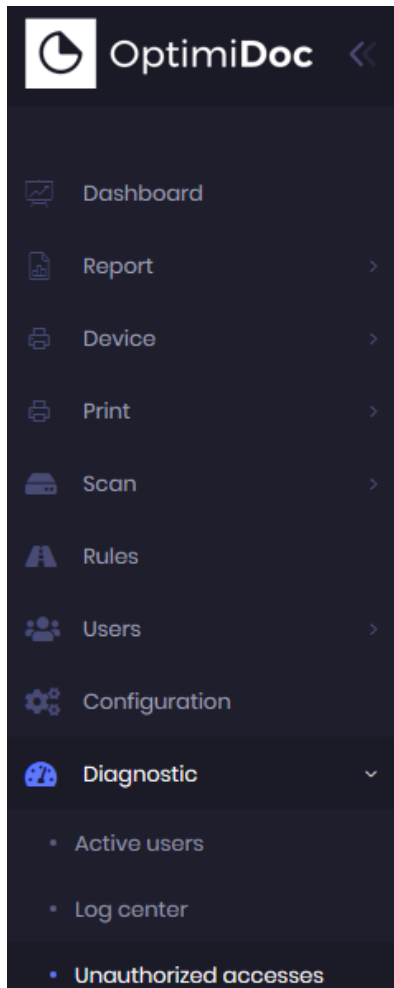 OptimiDoc
Dashboard
Report
Device
Print
Scan
Rules
Users
Configuration
Diagnostic
Active users
Log center
Unauthorized accesses